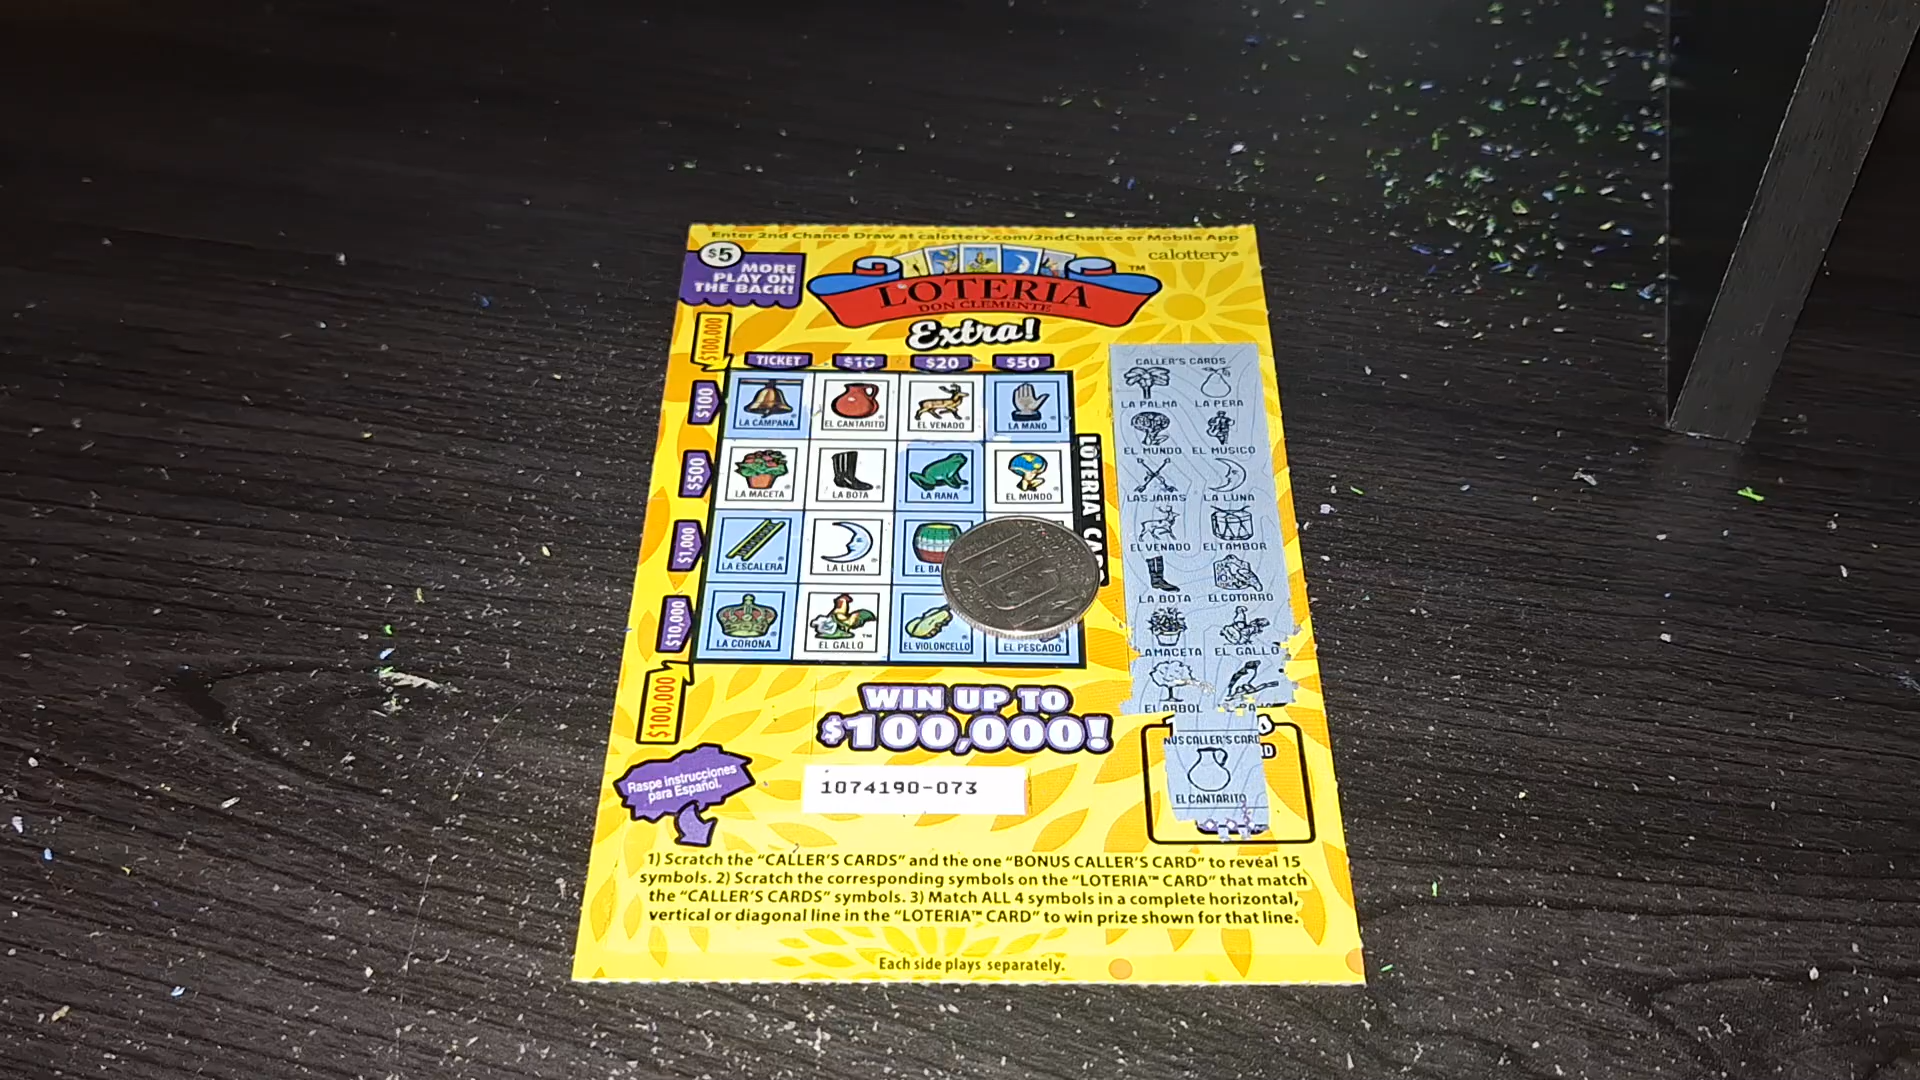 Enter 2nd Chance Draw at calottery.com/2ndChance or Mobile App
$5
MORE
PLAY ON
THE BACK!
calottery®
LOTERIA™
DON CLEMENTE
Extra!
$100,000
TICKET $10 $20 $50
$100
LA CAMPANA EL CANTARITO EL VENADO LA MANO
$500
LA MACETA LA BOTA LA RANA EL MUNDO
$1,000
LA ESCALERA LA LUNA EL
$10,000
LA CORONA EL GALLO™ EL VIOLONCELLO EL PESCADO
$100,000
LOTERIA™
CALLER'S CARDS
LA PALMA LA PERA
EL MUNDO EL MUSICO
LAS JARAS LA LUNA
EL VENADO EL TAMBOR
LA BOTA EL COTORRO
LA MACETA EL GALLO
EL ARBOL
CALLER'S CARD
EL CANTARITO
WIN UP TO
$100,000!
Raspe instrucciones
para Español.
1074190-073
1) Scratch the “CALLER'S CARDS” and the one “BONUS CALLER'S CARD” to reveal 15
symbols. 2) Scratch the corresponding symbols on the “LOTERIA™ CARD” that match
the “CALLER'S CARDS” symbols. 3) Match ALL 4 symbols in a complete horizontal,
vertical or diagonal line in the “LOTERIA™ CARD” to win prize shown for that line.
Each side plays separately.